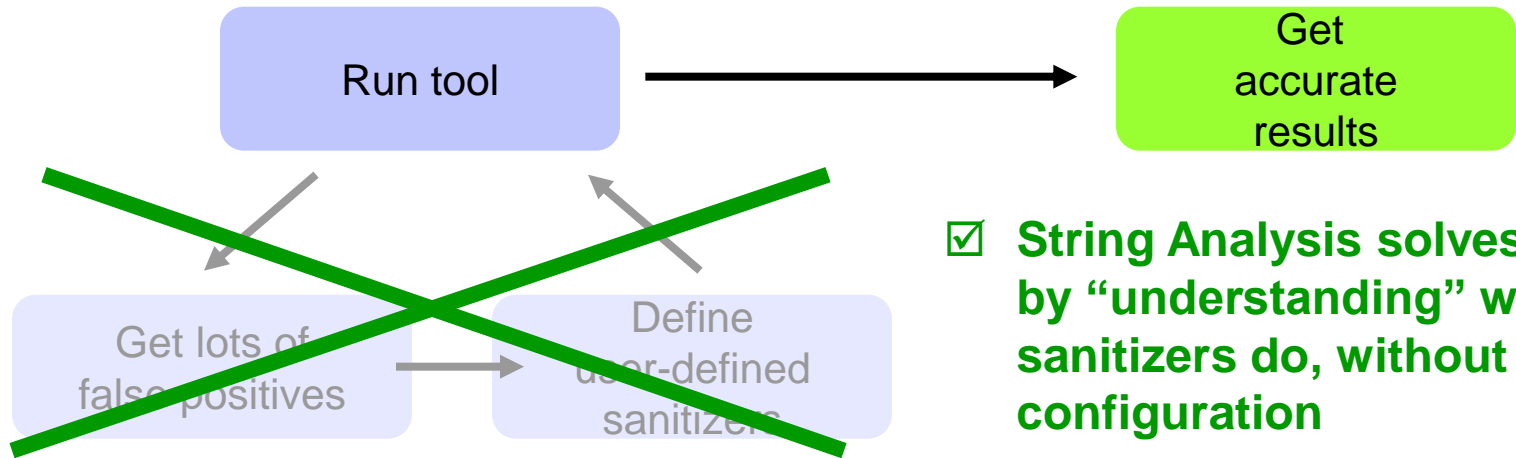 Run tool
Get
accurate
results
Get lots of
false positives
Define
user-defined
sanitizers
String Analysis solves
by “understanding” w
sanitizers do, without
configuration